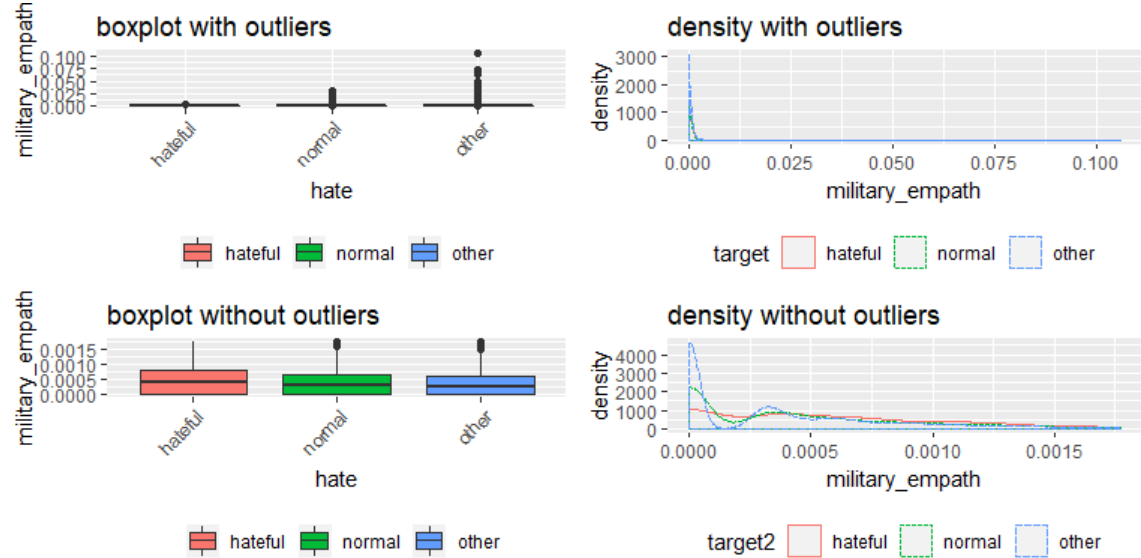 boxplot with outliers
military_empath
0.100
0.075
0.050
0.025
0.000
hateful
normal
other
hate
hateful normal other
density with outliers
density
3000
2000
1000
0
0.000 0.025 0.050 0.075 0.100
military_empath
target hateful normal other
boxplot without outliers
military_empath
0.0015
0.0010
0.0005
0.0000
hateful
normal
other
hate
hateful normal other
density without outliers
density
4000
3000
2000
1000
0
0.0000 0.0005 0.0010 0.0015
military_empath
target2 hateful normal other